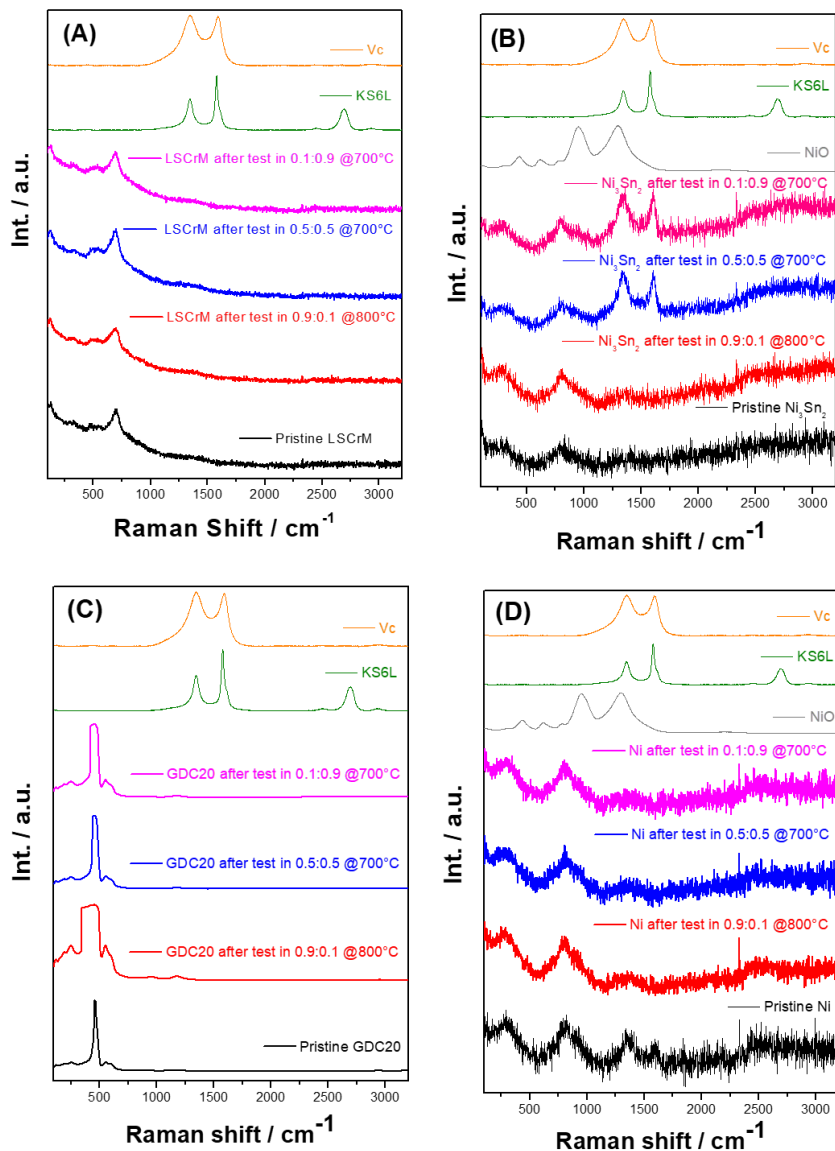 (A)
Vc
KS6L
LSCrM after test in 0.1:0.9 @700°C
LSCrM after test in 0.5:0.5 @700°C
LSCrM after test in 0.9:0.1 @800°C
Pristine LSCrM
Int. / a.u.
500 1000 1500 2000 2500 3000
Raman Shift / cm⁻¹
(B)
Vc
KS6L
NiO
Ni₃Sn₂ after test in 0.1:0.9 @700°C
Ni₃Sn₂ after test in 0.5:0.5 @700°C
Ni₃Sn₂ after test in 0.9:0.1 @800°C
Pristine Ni₃Sn₂
Int. / a.u.
500 1000 1500 2000 2500 3000
Raman shift / cm⁻¹
(C)
Vc
KS6L
GDC20 after test in 0.1:0.9 @700°C
GDC20 after test in 0.5:0.5 @700°C
GDC20 after test in 0.9:0.1 @800°C
Pristine GDC20
Int. / a.u.
500 1000 1500 2000 2500 3000
Raman shift / cm⁻¹
(D)
Vc
KS6L
NiO
Ni after test in 0.1:0.9 @700°C
Ni after test in 0.5:0.5 @700°C
Ni after test in 0.9:0.1 @800°C
Pristine Ni
Int. / a.u.
500 1000 1500 2000 2500 3000
Raman shift / cm⁻¹